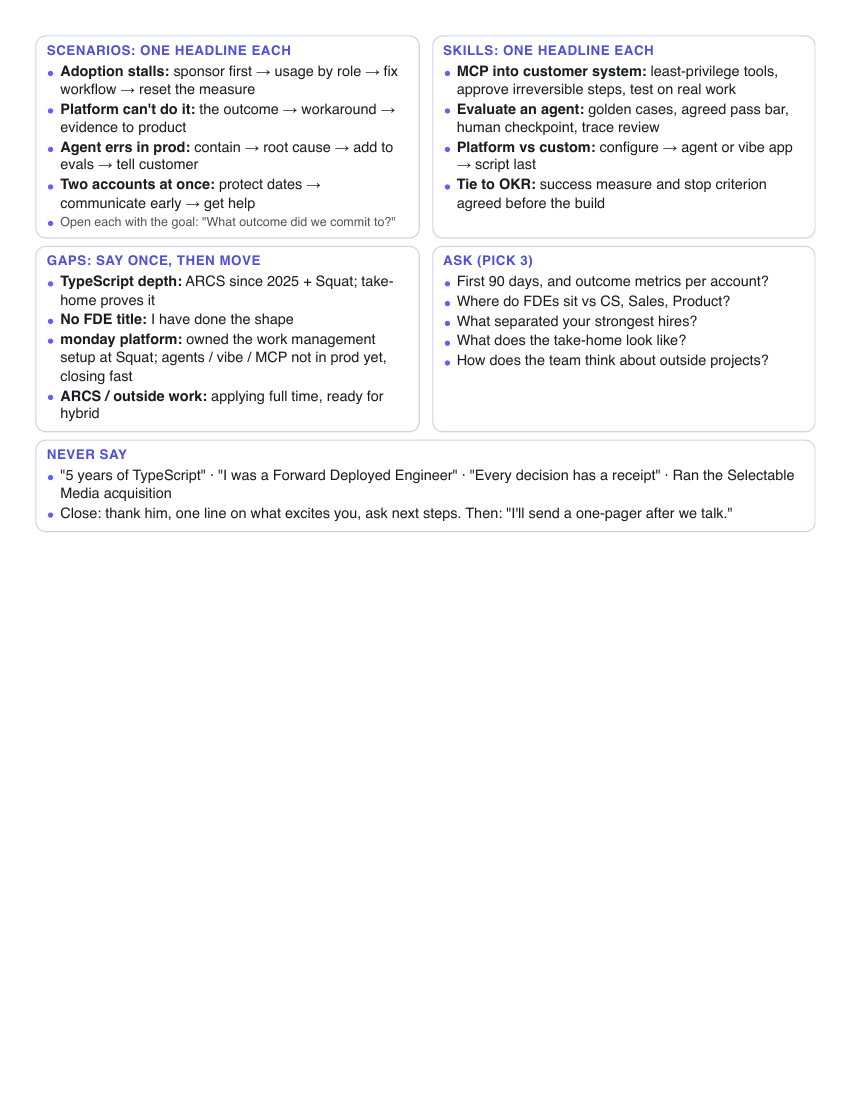 SCENARIOS: ONE HEADLINE EACH
• Adoption stalls: sponsor first → usage by role → fix
workflow → reset the measure
• Platform can't do it: the outcome → workaround →
evidence to product
• Agent errs in prod: contain → root cause → add to
evals → tell customer
• Two accounts at once: protect dates →
communicate early → get help
• Open each with the goal: "What outcome did we commit to?"
SKILLS: ONE HEADLINE EACH
• MCP into customer system: least-privilege tools,
approve irreversible steps, test on real work
• Evaluate an agent: golden cases, agreed pass bar,
human checkpoint, trace review
• Platform vs custom: configure → agent or vibe app
→ script last
• Tie to OKR: success measure and stop criterion
agreed before the build
GAPS: SAY ONCE, THEN MOVE
• TypeScript depth: ARCS since 2025 + Squat; take-
home proves it
• No FDE title: I have done the shape
• monday platform: owned the work management
setup at Squat; agents / vibe / MCP not in prod yet,
closing fast
• ARCS / outside work: applying full time, ready for
hybrid
ASK (PICK 3)
• First 90 days, and outcome metrics per account?
• Where do FDEs sit vs CS, Sales, Product?
• What separated your strongest hires?
• What does the take-home look like?
• How does the team think about outside projects?
NEVER SAY
• "5 years of TypeScript" · "I was a Forward Deployed Engineer" · "Every decision has a receipt" · Ran the Selectable
Media acquisition
• Close: thank him, one line on what excites you, ask next steps. Then: "I'll send a one-pager after we talk."